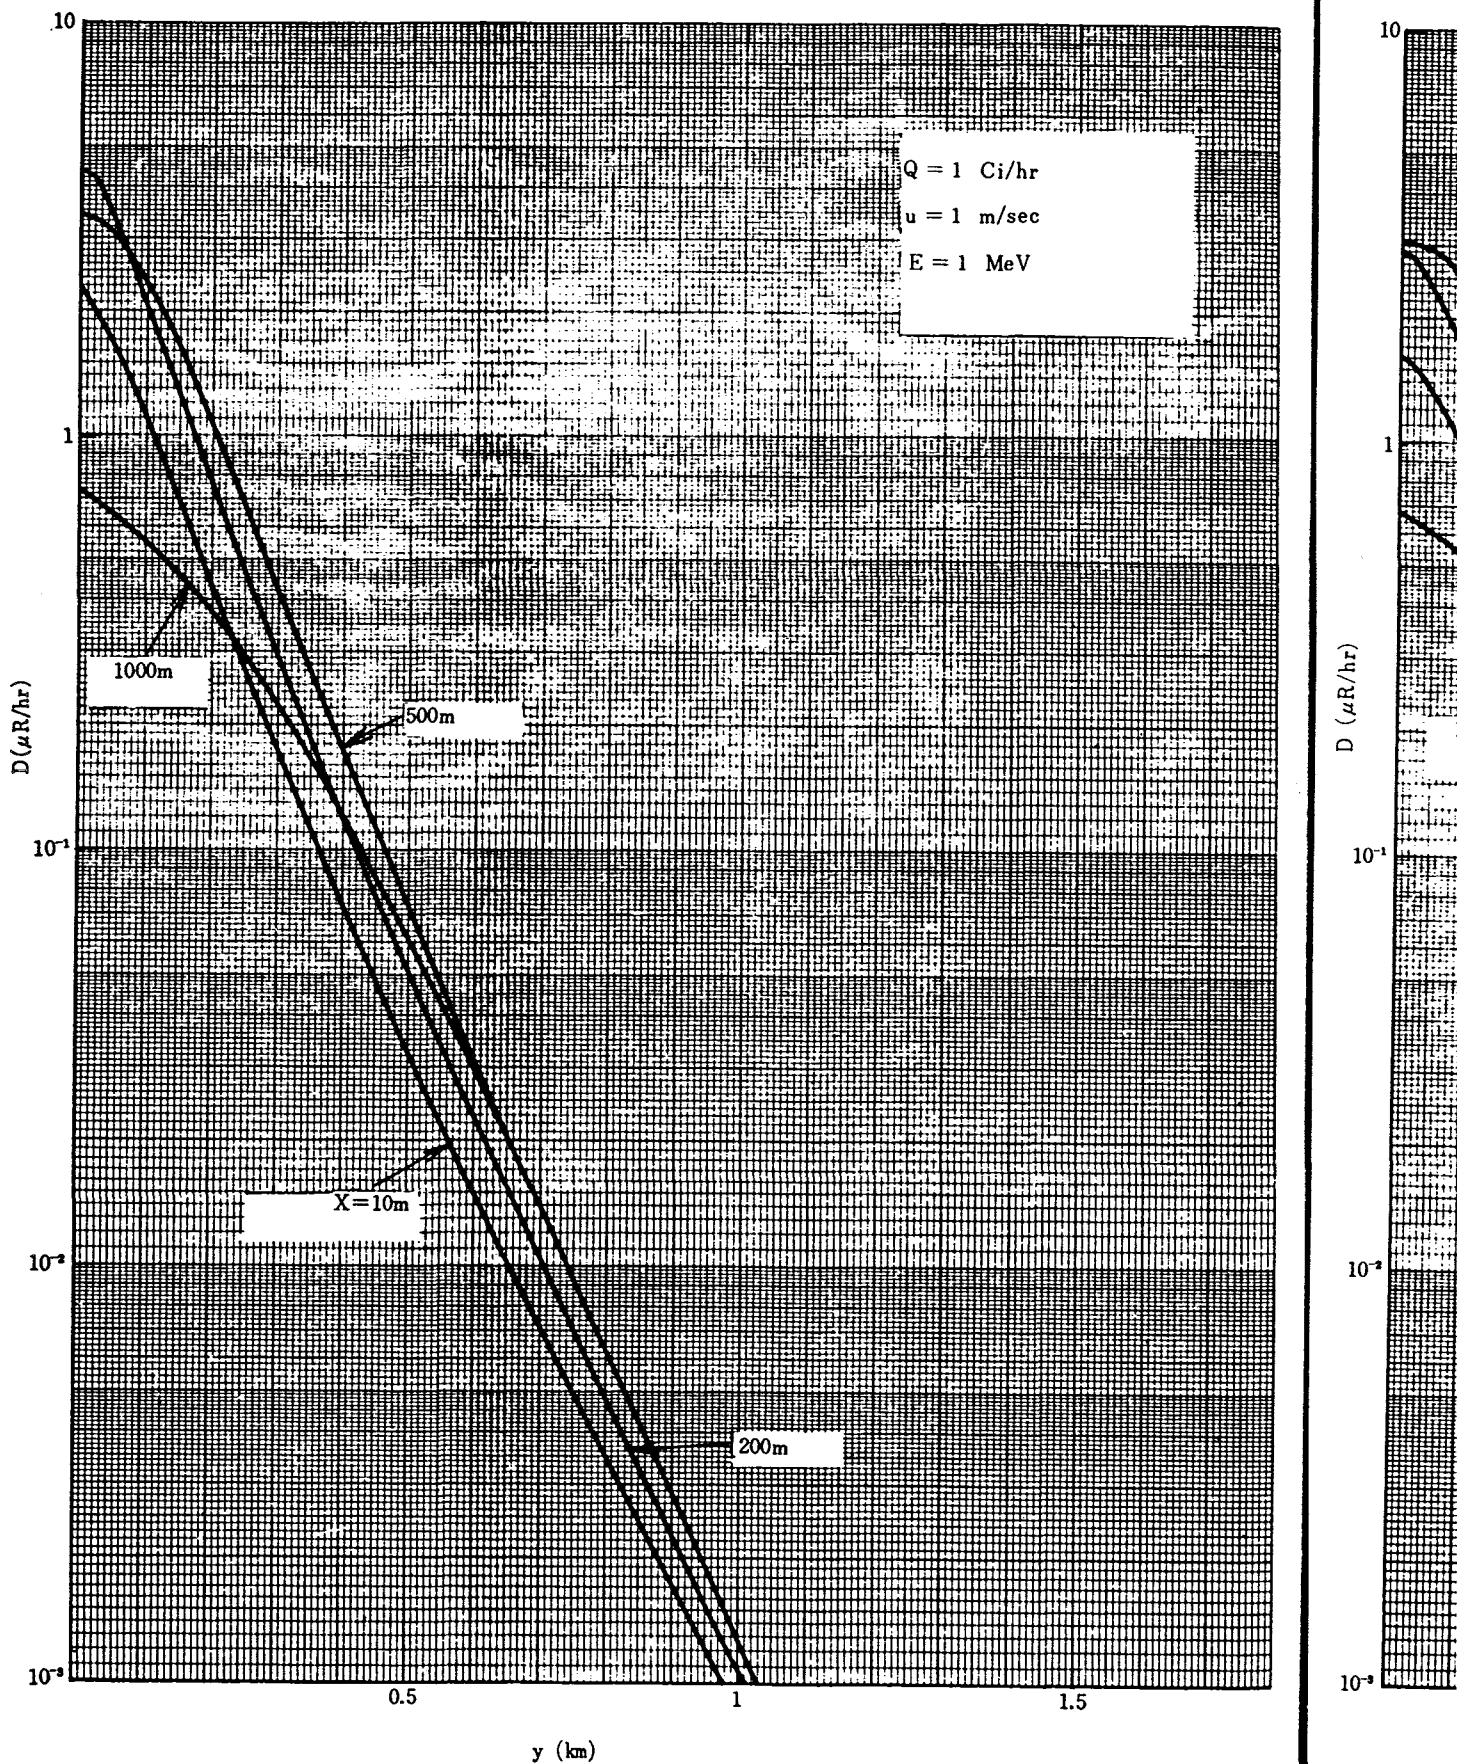 10
Q = 1 Ci/hr
u = 1 m/sec
E = 1 MeV
1
1000m
500m
D (μR/hr)
10⁻¹
X=10m
10⁻²
200m
10⁻³
0.5
1
1.5
y (km)
10
1
D (μR/hr)
10⁻¹
10⁻²
10⁻³